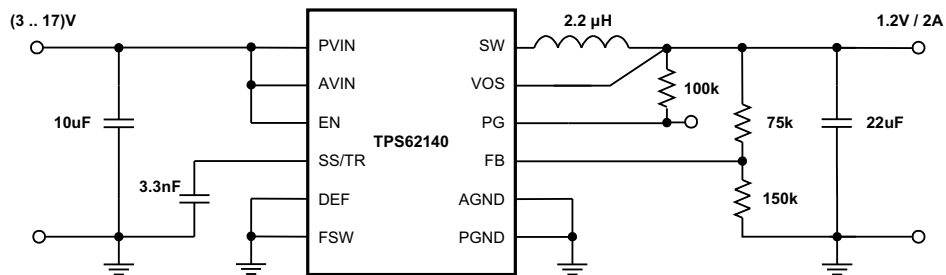 (3 .. 17)V
2.2 µH
1.2V / 2A
PVIN
SW
AVIN
VOS
100k
10uF
EN
PG
75k
22uF
TPS62140
SS/TR
FB
3.3nF
DEF
AGND
150k
FSW
PGND